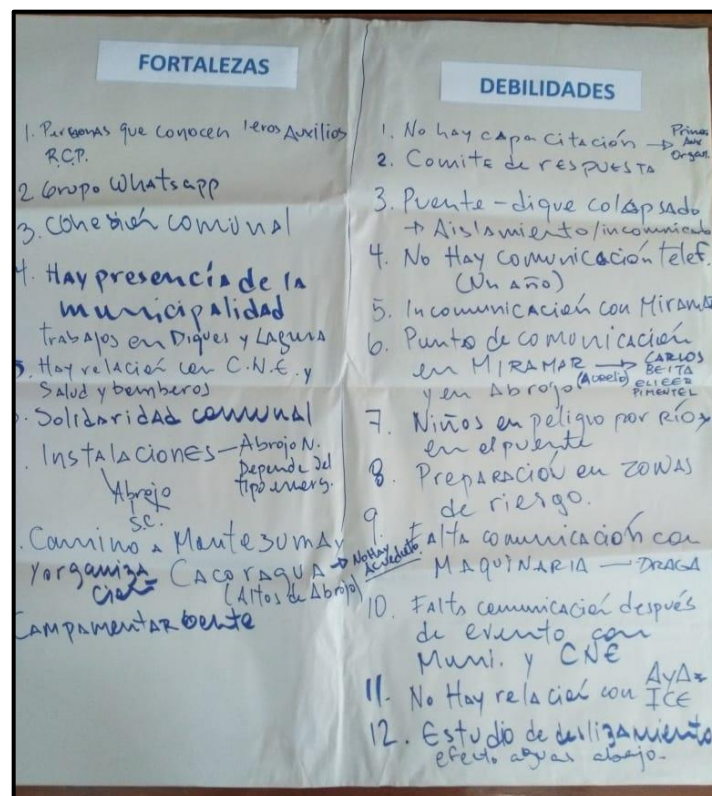 FORTALEZAS
1. Personas que conocen 1eros Auxilios
R.C.P.
2 Grupo Whatsapp
3. Cohesión comunal
4. Hay presencia de la
municipalidad
Trabajos en Diques y Laguna
5. Hay relación con C.N.E. y
Salud y bomberos
. Solidaridad comunal
. Instalaciones - Abrojo N.
Depende del
tipo emerg.
Abrojo
S.C.
. Camino a Montezuma y
y organiza
ción
CACORAGUA → No Hay
Acueducto
(Altos de Abrojo)
CAMPAMENTAR
DEBILIDADES
1. No hay capacitación → Primos
Aux
Organ.
2. Comite de respuesta
3. Puente - dique colapsado
→ Aislamiento/incomunicado
4. No Hay comunicación telef.
(Un Año)
5. Incomunicación con Miramar
6. Punto de comunicación
en MIRAMAR → CARLOS
BEITA
y en Abrojo (Aurelio) ELICER
PIMENTEL
7. Niños en peligro por RÍO y
en el puente
8. Preparación en zonas
de riesgo.
9. Falta comunicación con
MAQUINARIA - DRAGA
10. Falta comunicación después
de evento con
Muni. y CNE
11. No Hay relación con AyA
ICE
12. Estudio de deslizamiento
efecto aguas abajo.